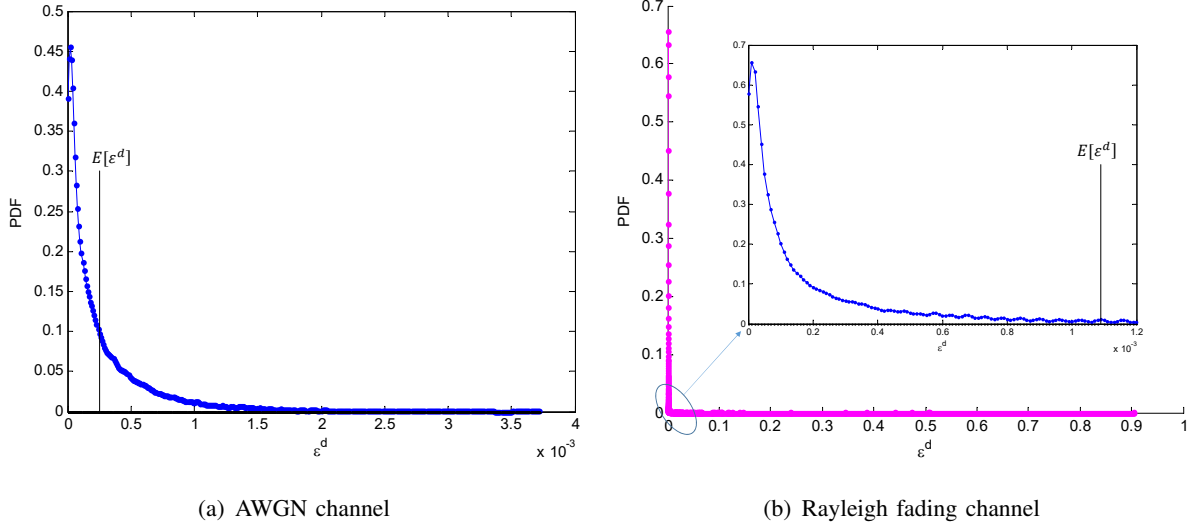 0.5
0.45
0.4
0.35
0.3
0.25
0.2
0.15
0.1
0.05
0
PDF
E[ε^d]
0 0.5 1 1.5 2 2.5 3 3.5 4
x 10^-3
ε^d
(a) AWGN channel
0.7
0.6
0.5
0.4
0.3
0.2
0.1
0
PDF
0.7
0.6
0.5
0.4
0.3
0.2
0.1
0
E[ε^d]
0 0.2 0.4 0.6 0.8 1 1.2
x 10^-3
ε^d
0 0.1 0.2 0.3 0.4 0.5 0.6 0.7 0.8 0.9 1
ε^d
(b) Rayleigh fading channel